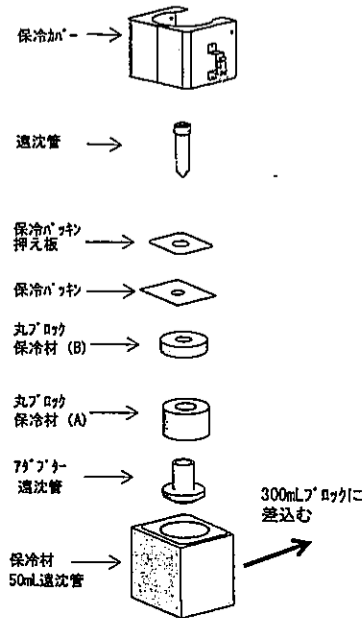 保冷カバー
遠沈管
保冷パッキン
押え板
保冷パッキン
丸ブロック
保冷材 (B)
丸ブロック
保冷材 (A)
アダプター
遠沈管
300mLブロックに
差込む
保冷材
50mL遠沈管